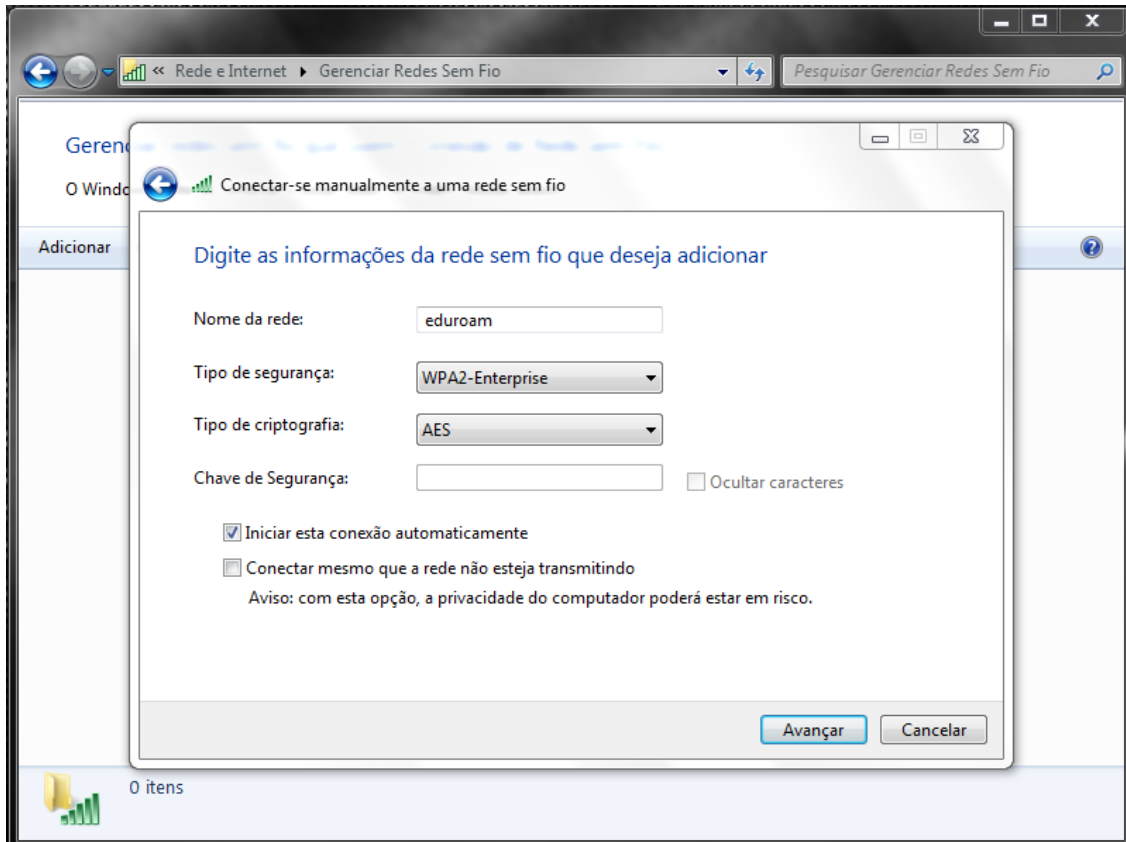 « Rede e Internet ▸ Gerenciar Redes Sem Fio
Pesquisar Gerenciar Redes Sem Fio
Geren
O Windo
Conectar-se manualmente a uma rede sem fio
Adicionar
Digite as informações da rede sem fio que deseja adicionar
Nome da rede: eduroam
Tipo de segurança: WPA2-Enterprise
Tipo de criptografia: AES
Chave de Segurança: Ocultar caracteres
Iniciar esta conexão automaticamente
Conectar mesmo que a rede não esteja transmitindo
Aviso: com esta opção, a privacidade do computador poderá estar em risco.
Avançar Cancelar
0 itens